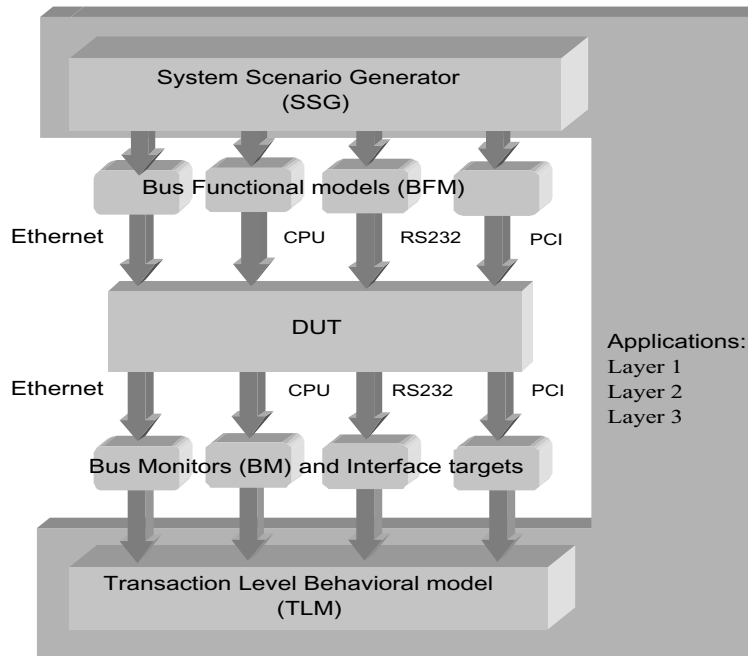 System Scenario Generator
(SSG)
Bus Functional models (BFM)
Ethernet
CPU
RS232
PCI
DUT
Applications:
Layer 1
Layer 2
Layer 3
Ethernet
CPU
RS232
PCI
Bus Monitors (BM) and Interface targets
Transaction Level Behavioral model
(TLM)